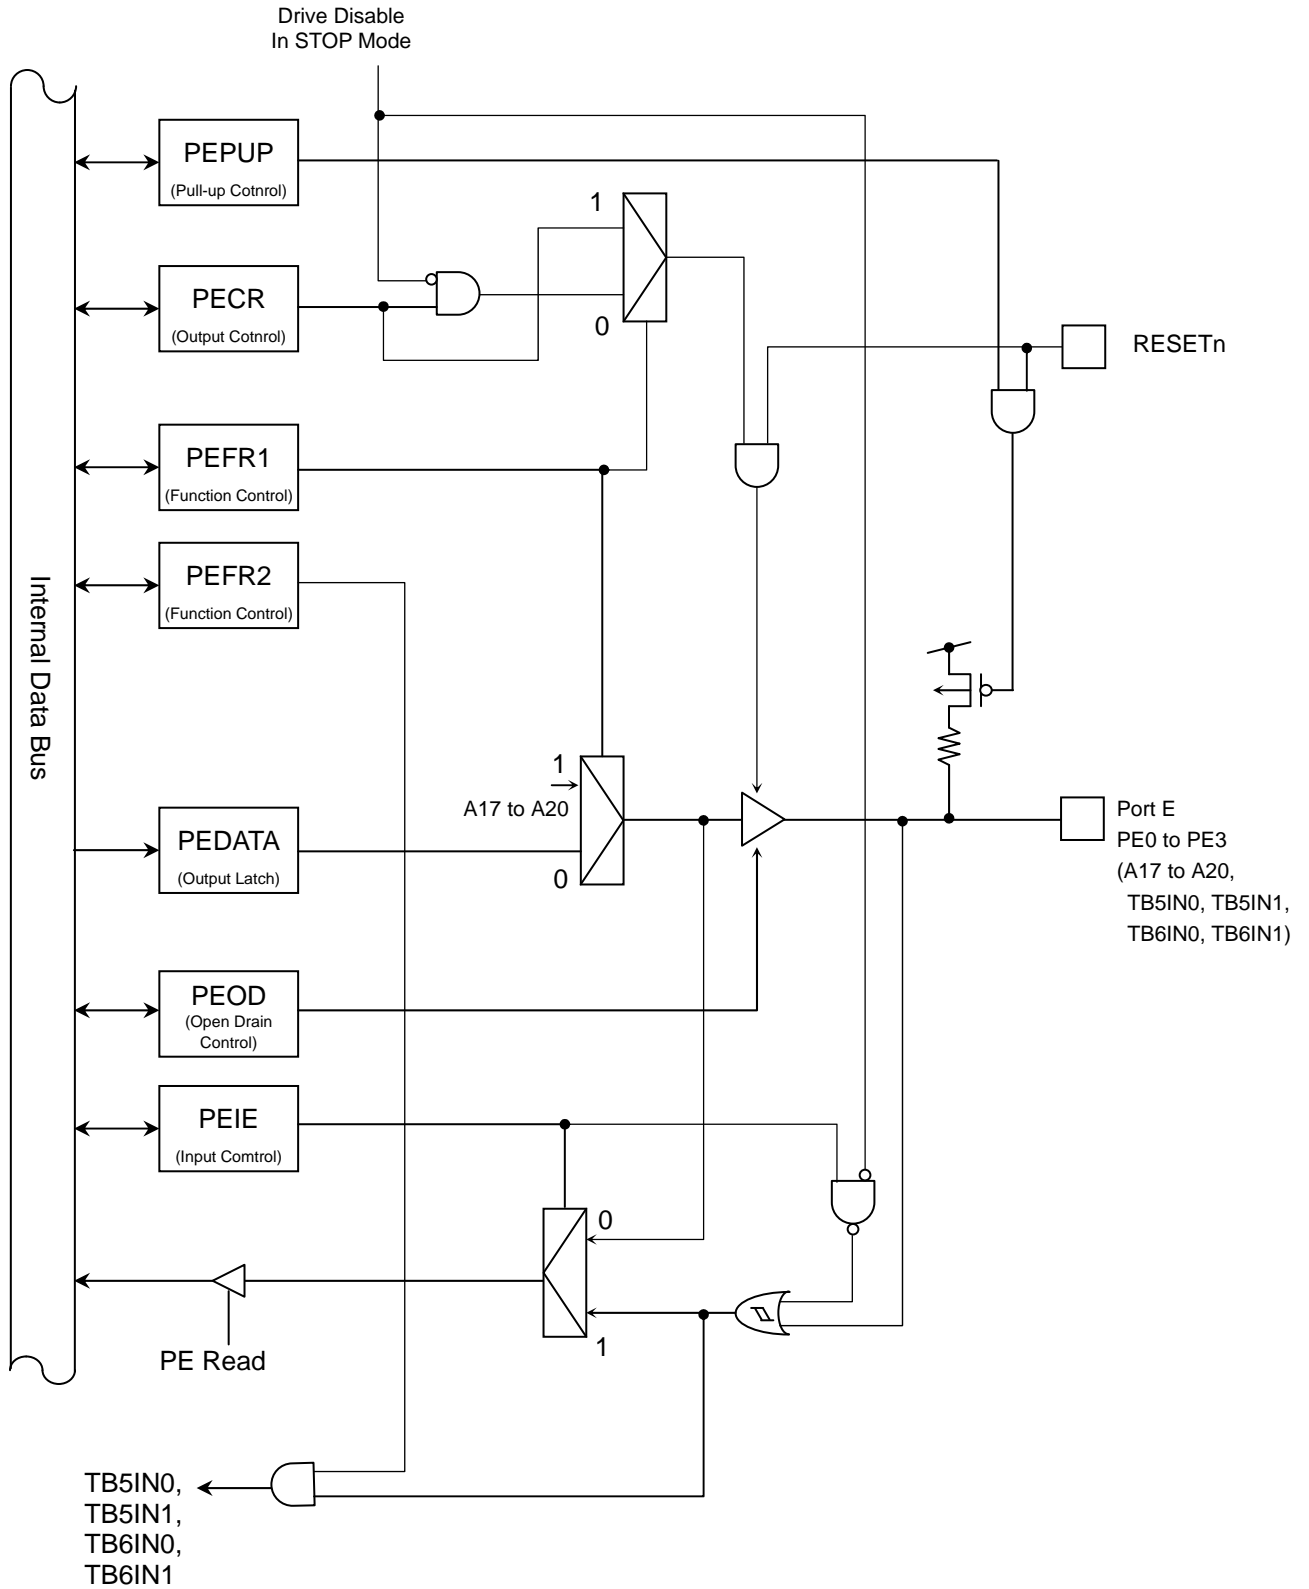 Drive Disable
In STOP Mode
PEPUP
(Pull-up Cotnrol)
1
PECR
(Output Cotnrol)
0
RESETn
PEFR1
(Function Control)
PEFR2
(Function Control)
Internal Data Bus
1
A17 to A20
PEDATA
(Output Latch)
0
Port E
PE0 to PE3
(A17 to A20,
TB5IN0, TB5IN1,
TB6IN0, TB6IN1)
PEOD
(Open Drain
Control)
PEIE
(Input Comtrol)
0
1
PE Read
TB5IN0,
TB5IN1,
TB6IN0,
TB6IN1